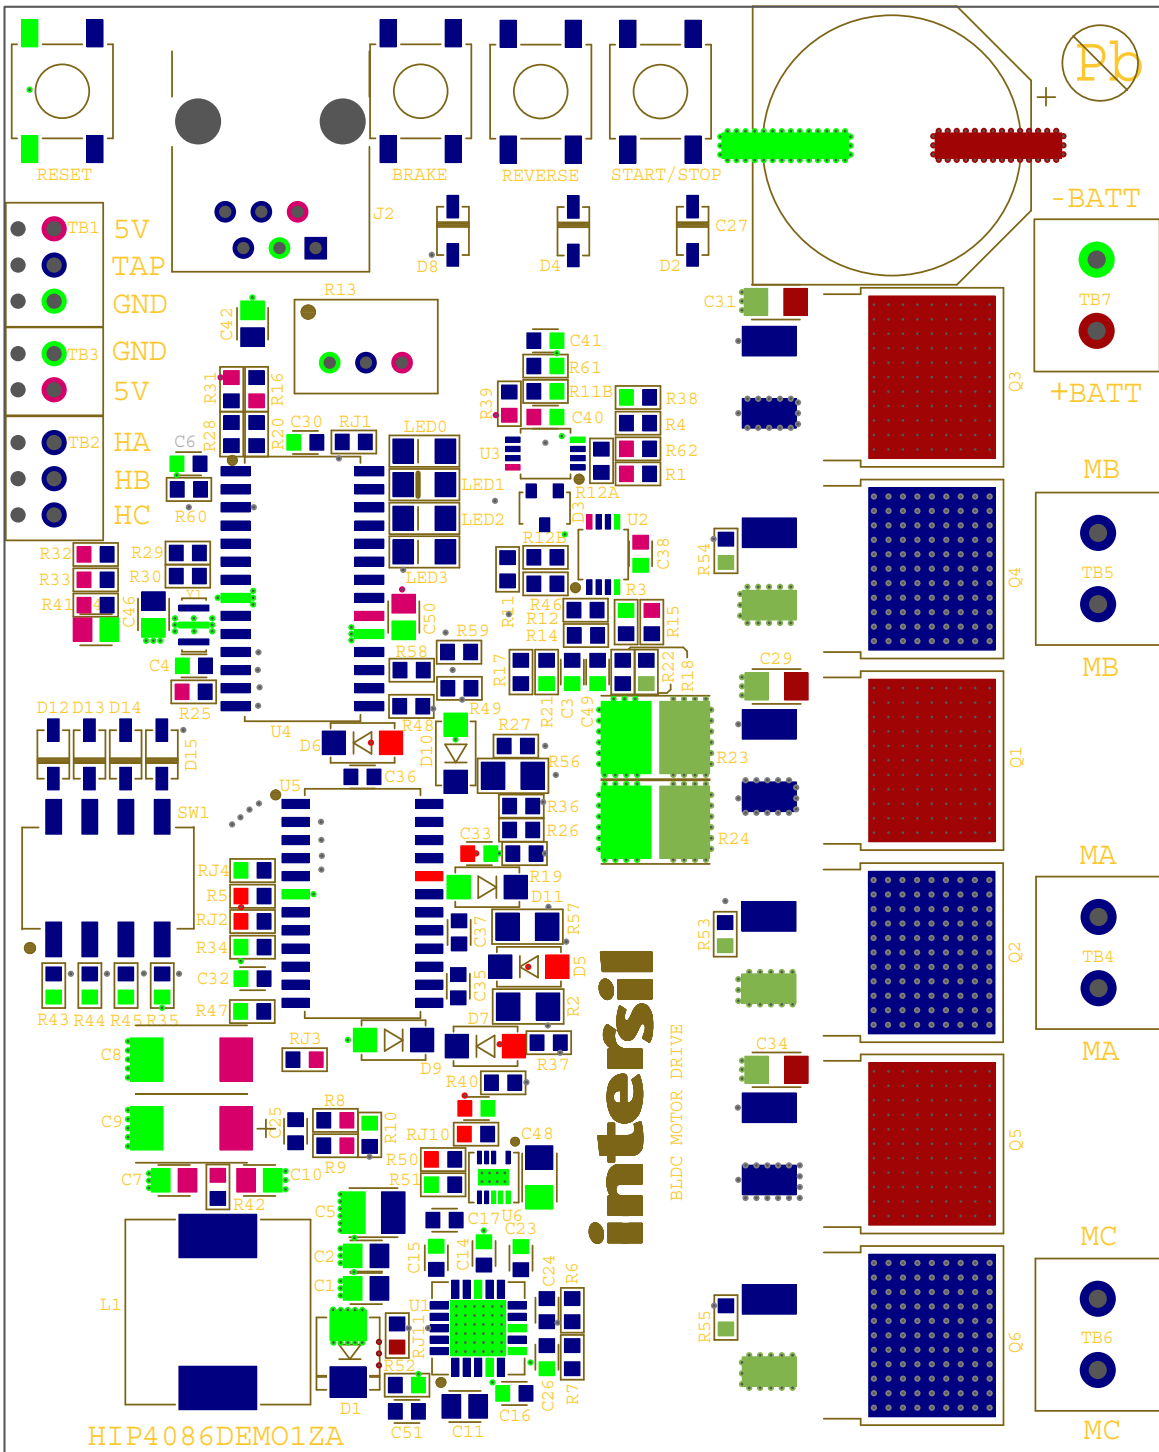 Pb
RESET
BRAKE
REVERSE
START/STOP
J2
D8
D4
D2
C27
-BATT
TB7
+BATT
TB1
5V
TAP
GND
TB3
GND
5V
TB2
HA
HB
HC
R13
C42
C31
Q3
C41
R61
R11B
C40
R39
R38
R4
R62
R1
R31
R16
R28
R20
C30
RJ1
LED0
LED1
LED2
LED3
C6
R60
U3
R12A
D3
U2
R12B
C38
R11
R46
R3
R12
R14
R15
R32
R33
R41
R29
R30
Y1
C46
C4
R25
C50
R59
R58
R49
R48
U4
D6
D10
R17
R21
C3
C49
R22
R18
R27
R56
R23
R24
MB
TB5
MB
R54
Q4
C29
Q1
D12
D13
D14
D15
SW1
U5
C36
R36
R26
C33
R19
D11
RJ4
R5
RJ2
R34
C32
R47
C37
R57
D5
C35
R2
D7
R43
R44
R45
R35
RJ3
D9
R37
R40
R53
Q2
MA
TB4
MA
C34
Q5
C8
C9
C25
R8
R9
R10
RJ10
R50
R51
C48
U6
C7
R42
C10
C5
C17
C23
C15
C14
C2
C1
C24
R6
L1
U1
RJ11
R52
D1
C51
C11
C16
C26
R7
intersil
BLDC MOTOR DRIVE
R55
Q6
MC
TB6
MC
HIP4086DEMO1ZA